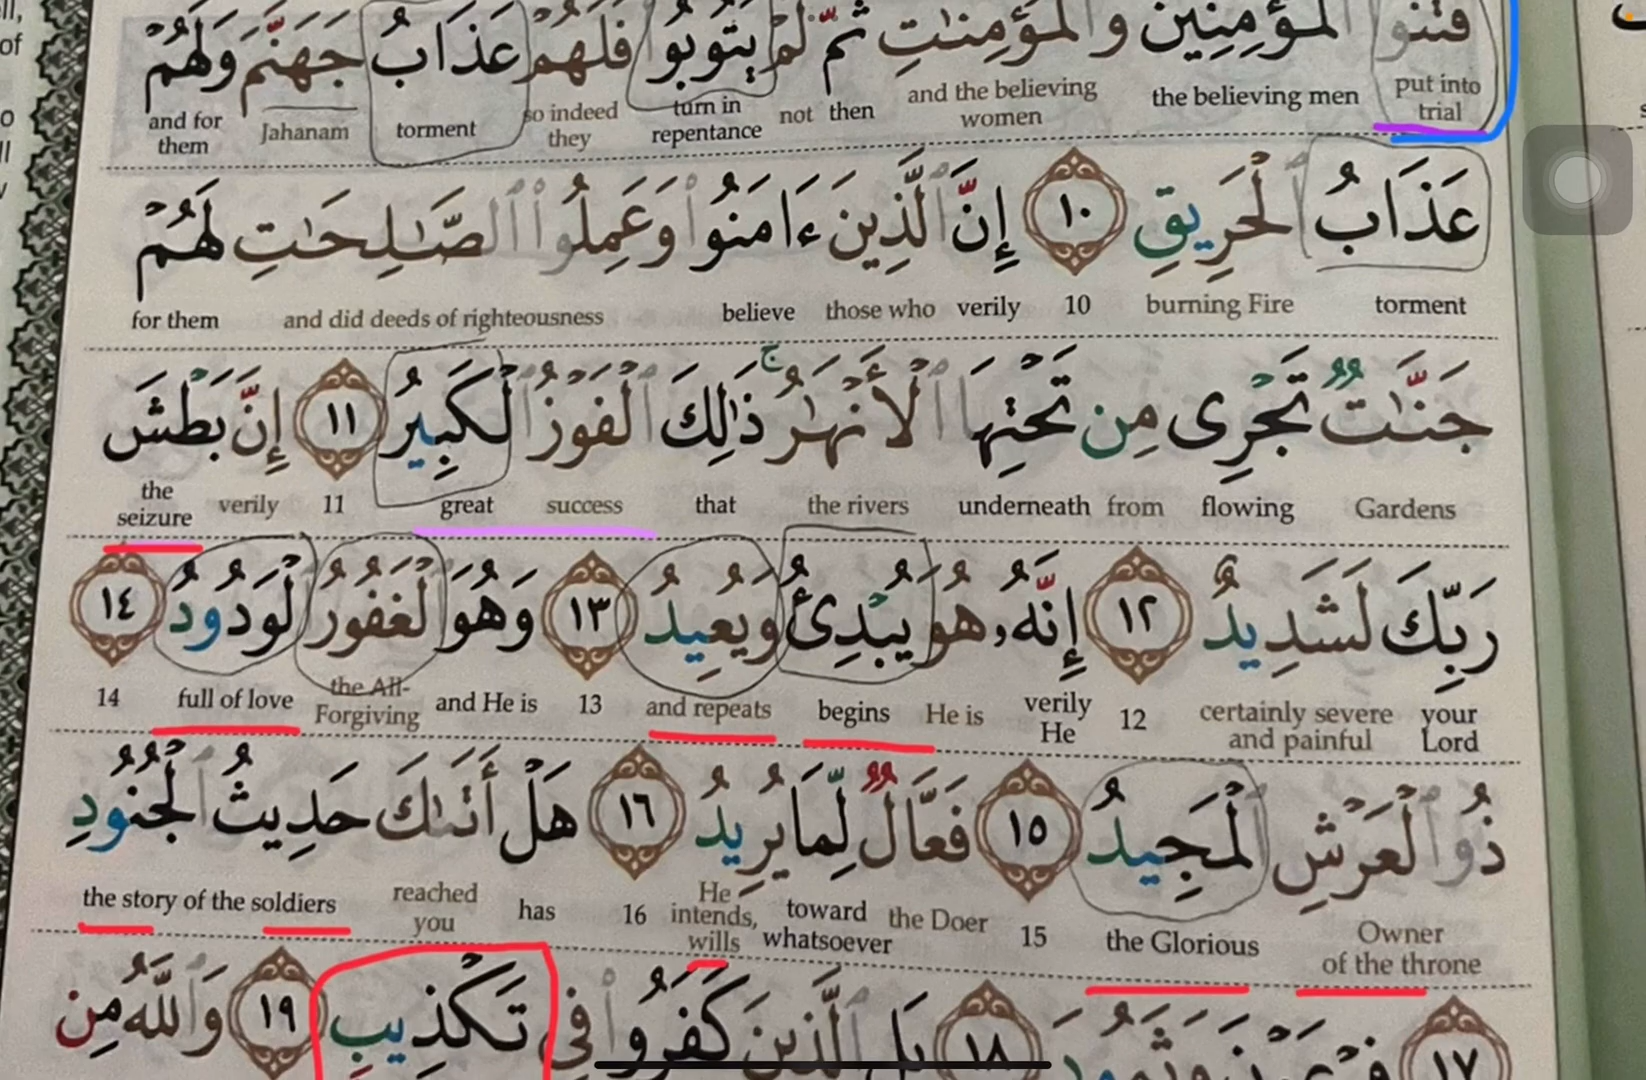 فَتَنُوا۟ ٱلْمُؤْمِنِينَ وَٱلْمُؤْمِنَـٰتِ ثُمَّ لَمْ يَتُوبُوا۟ فَلَهُمْ عَذَابُ جَهَنَّمَ وَلَهُمْ
put into trial the believing men and the believing women then not turn in repentance so indeed they torment Jahanam and for them
عَذَابُ ٱلْحَرِيقِ ١٠ إِنَّ ٱلَّذِينَ ءَامَنُوا۟ وَعَمِلُوا۟ ٱلصَّـٰلِحَـٰتِ لَهُمْ
torment burning Fire 10 verily those who believe and did deeds of righteousness for them
جَنَّـٰتٌ تَجْرِى مِن تَحْتِهَا ٱلْأَنْهَـٰرُ ۚ ذَٰلِكَ ٱلْفَوْزُ ٱلْكَبِيرُ ١١ إِنَّ بَطْشَ
Gardens flowing from underneath the rivers that success great 11 verily the seizure
رَبِّكَ لَشَدِيدٌ ١٢ إِنَّهُۥ هُوَ يُبْدِئُ وَيُعِيدُ ١٣ وَهُوَ ٱلْغَفُورُ ٱلْوَدُودُ ١٤
your Lord certainly severe and painful 12 verily He He is begins and repeats 13 and He is the All-Forgiving full of love 14
ذُو ٱلْعَرْشِ ٱلْمَجِيدُ ١٥ فَعَّالٌ لِّمَا يُرِيدُ ١٦ هَلْ أَتَىٰكَ حَدِيثُ ٱلْجُنُودِ
Owner of the throne the Glorious 15 the Doer toward whatsoever He intends, wills 16 has reached you the story of the soldiers
١٧ فِرْعَوْنَ وَثَمُودَ ١٨ بَلِ ٱلَّذِينَ كَفَرُوا۟ فِى تَكْذِيبٍ ١٩ وَٱللَّهُ مِن